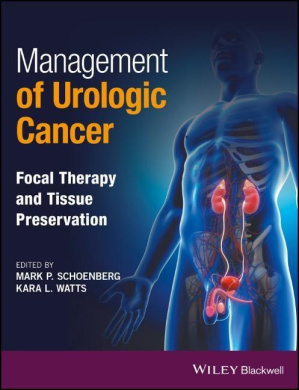 Management
of Urologic
Cancer
Focal Therapy
and Tissue
Preservation
EDITED BY
MARK P. SCHOENBERG
KARA L. WATTS
WILEY Blackwell